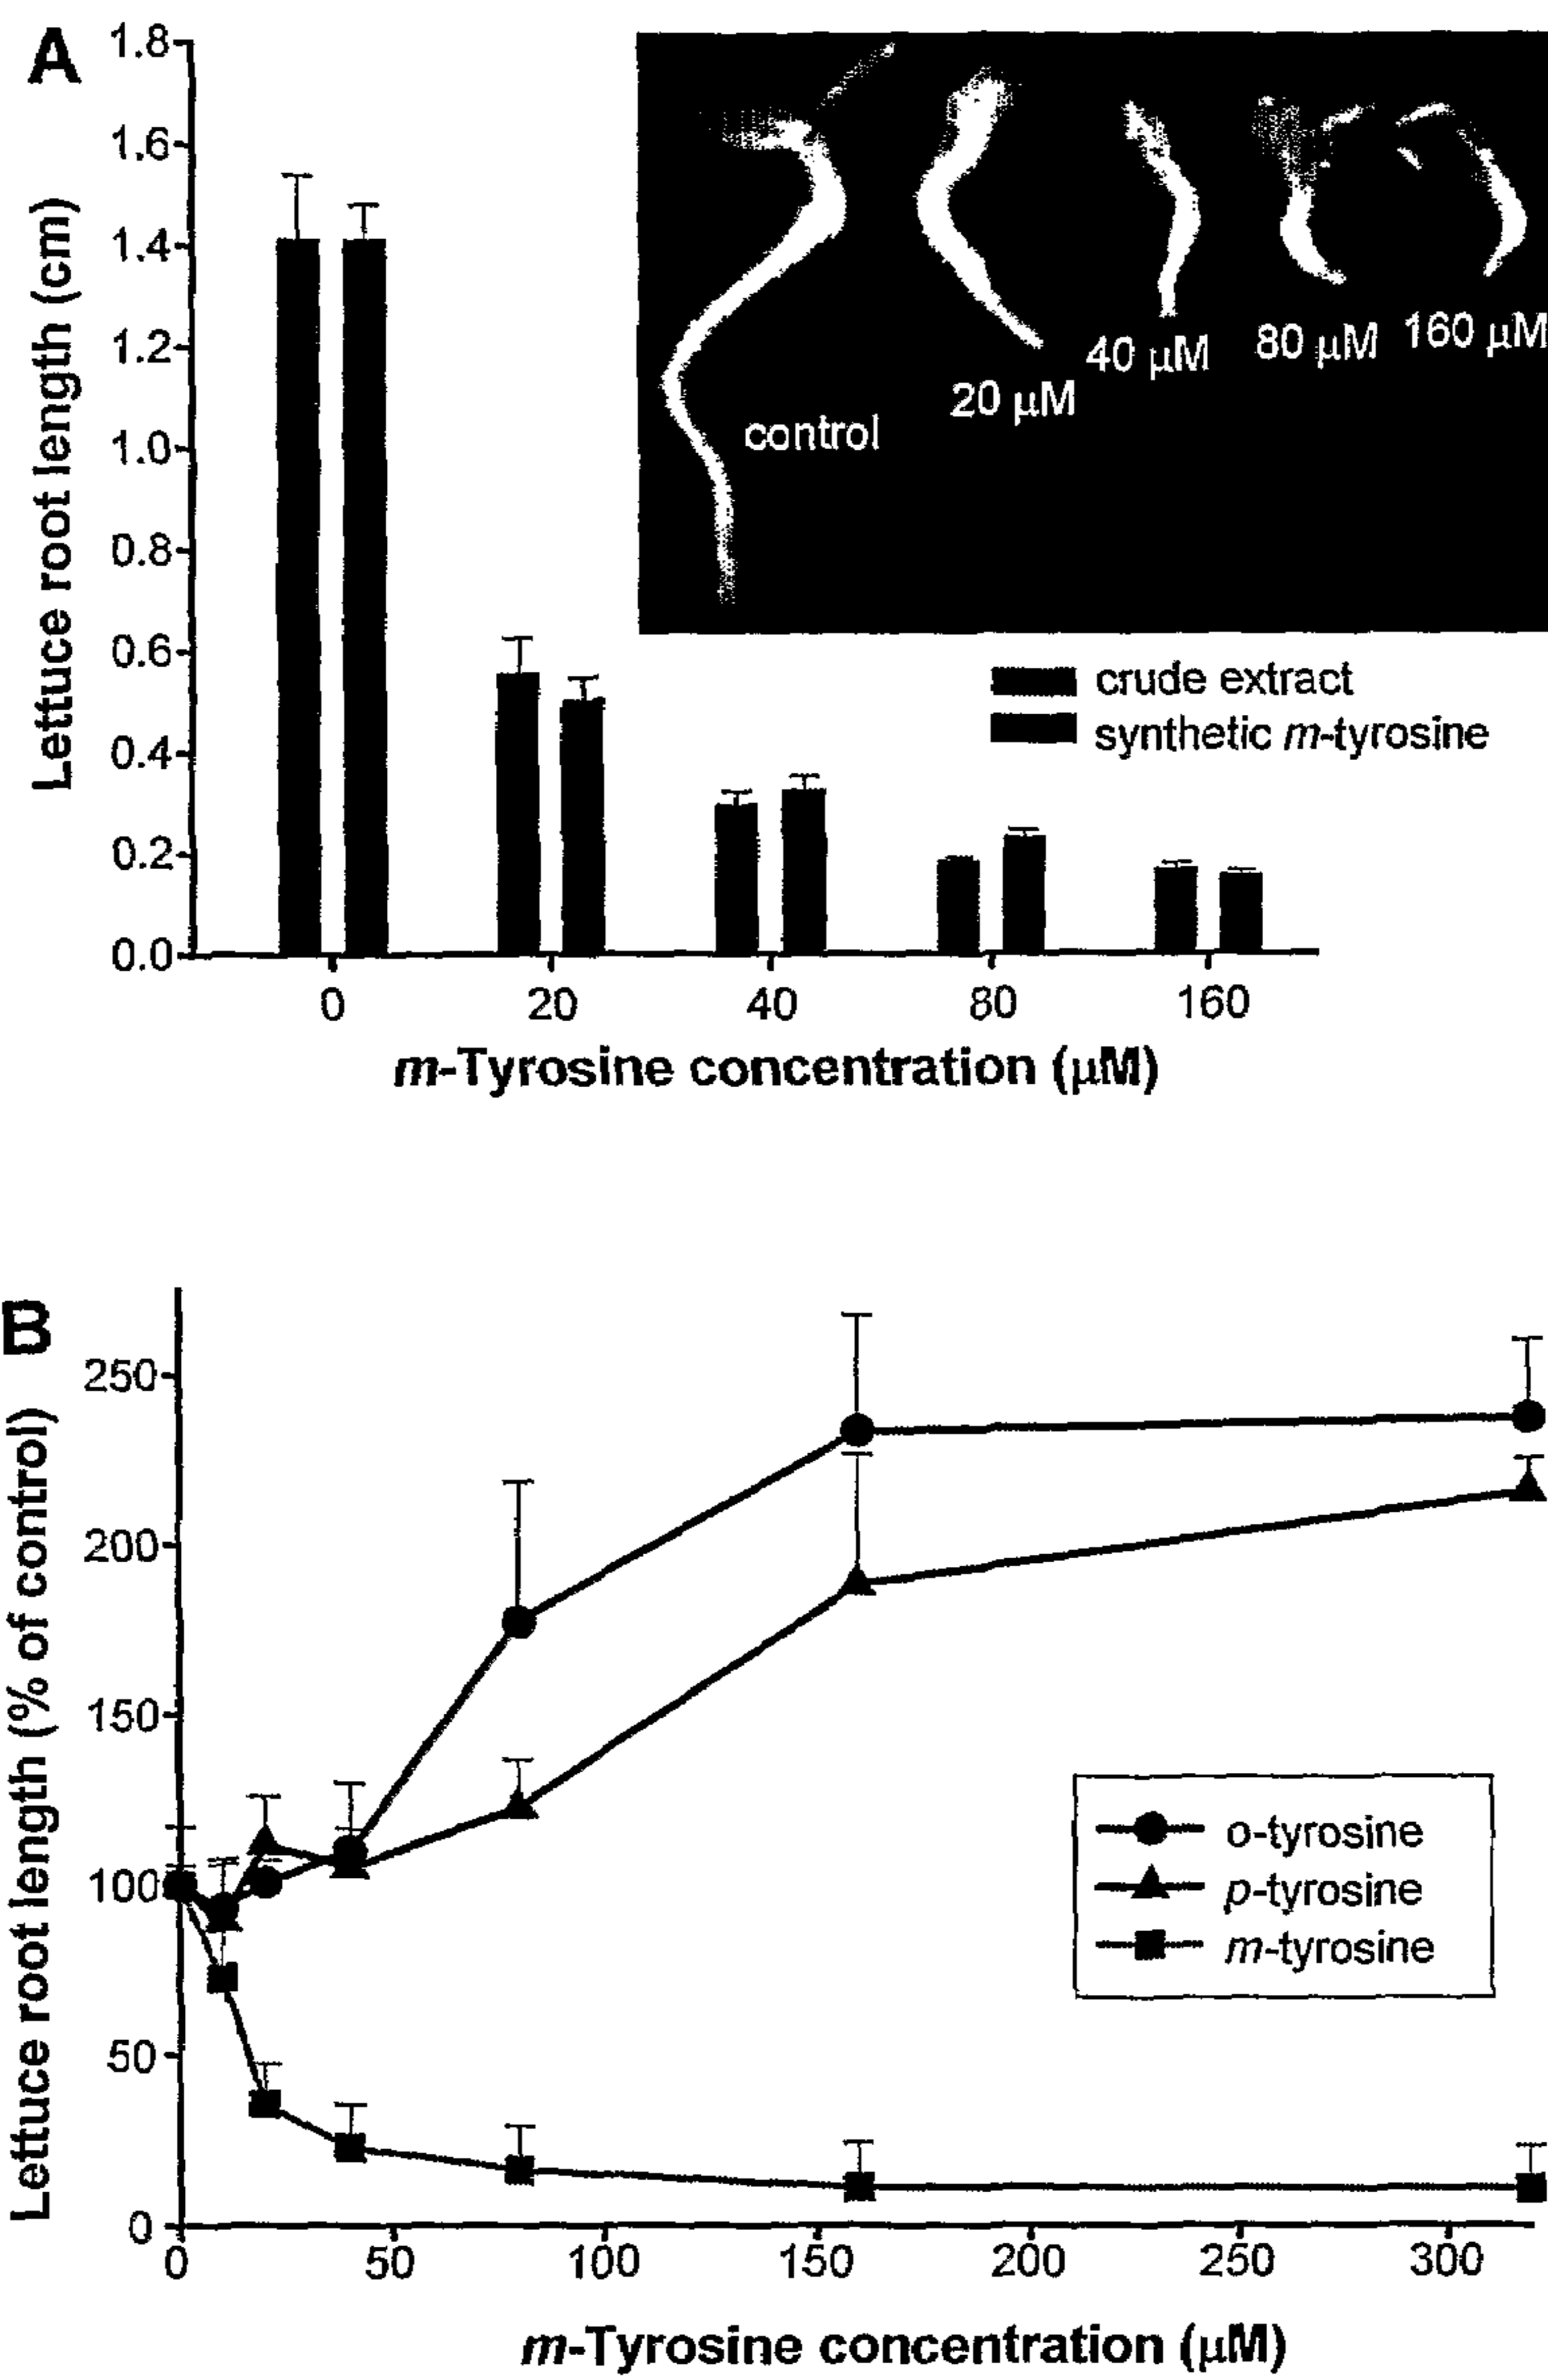 A
1.8
1.6
1.4
1.2
1.0
0.8
0.6
0.4
0.2
0.0
Lettuce root length (cm)
control
20 µM
40 µM
80 µM
160 µM
crude extract
synthetic m-tyrosine
0 20 40 80 160
m-Tyrosine concentration (µM)
B
250
200
150
100
50
0
Lettuce root length (% of control)
o-tyrosine
p-tyrosine
m-tyrosine
0 50 100 150 200 250 300
m-Tyrosine concentration (µM)